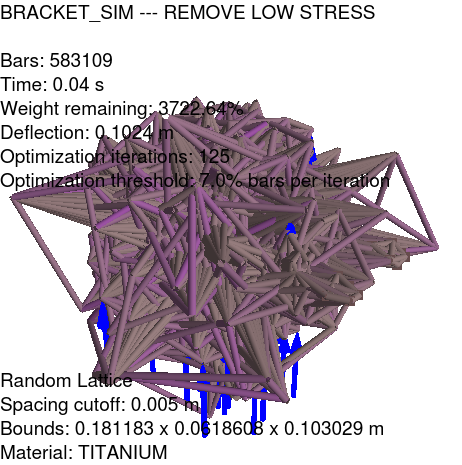 BRACKET_SIM --- REMOVE LOW STRESS
Bars: 583109
Time: 0.04 s
Weight remaining: 3722.64%
Deflection: 0.1024 m
Optimization iterations: 125
Optimization threshold: 7.0% bars per iteration
Random Lattice
Spacing cutoff: 0.005 m
Bounds: 0.181183 x 0.0618608 x 0.103029 m
Material: TITANIUM